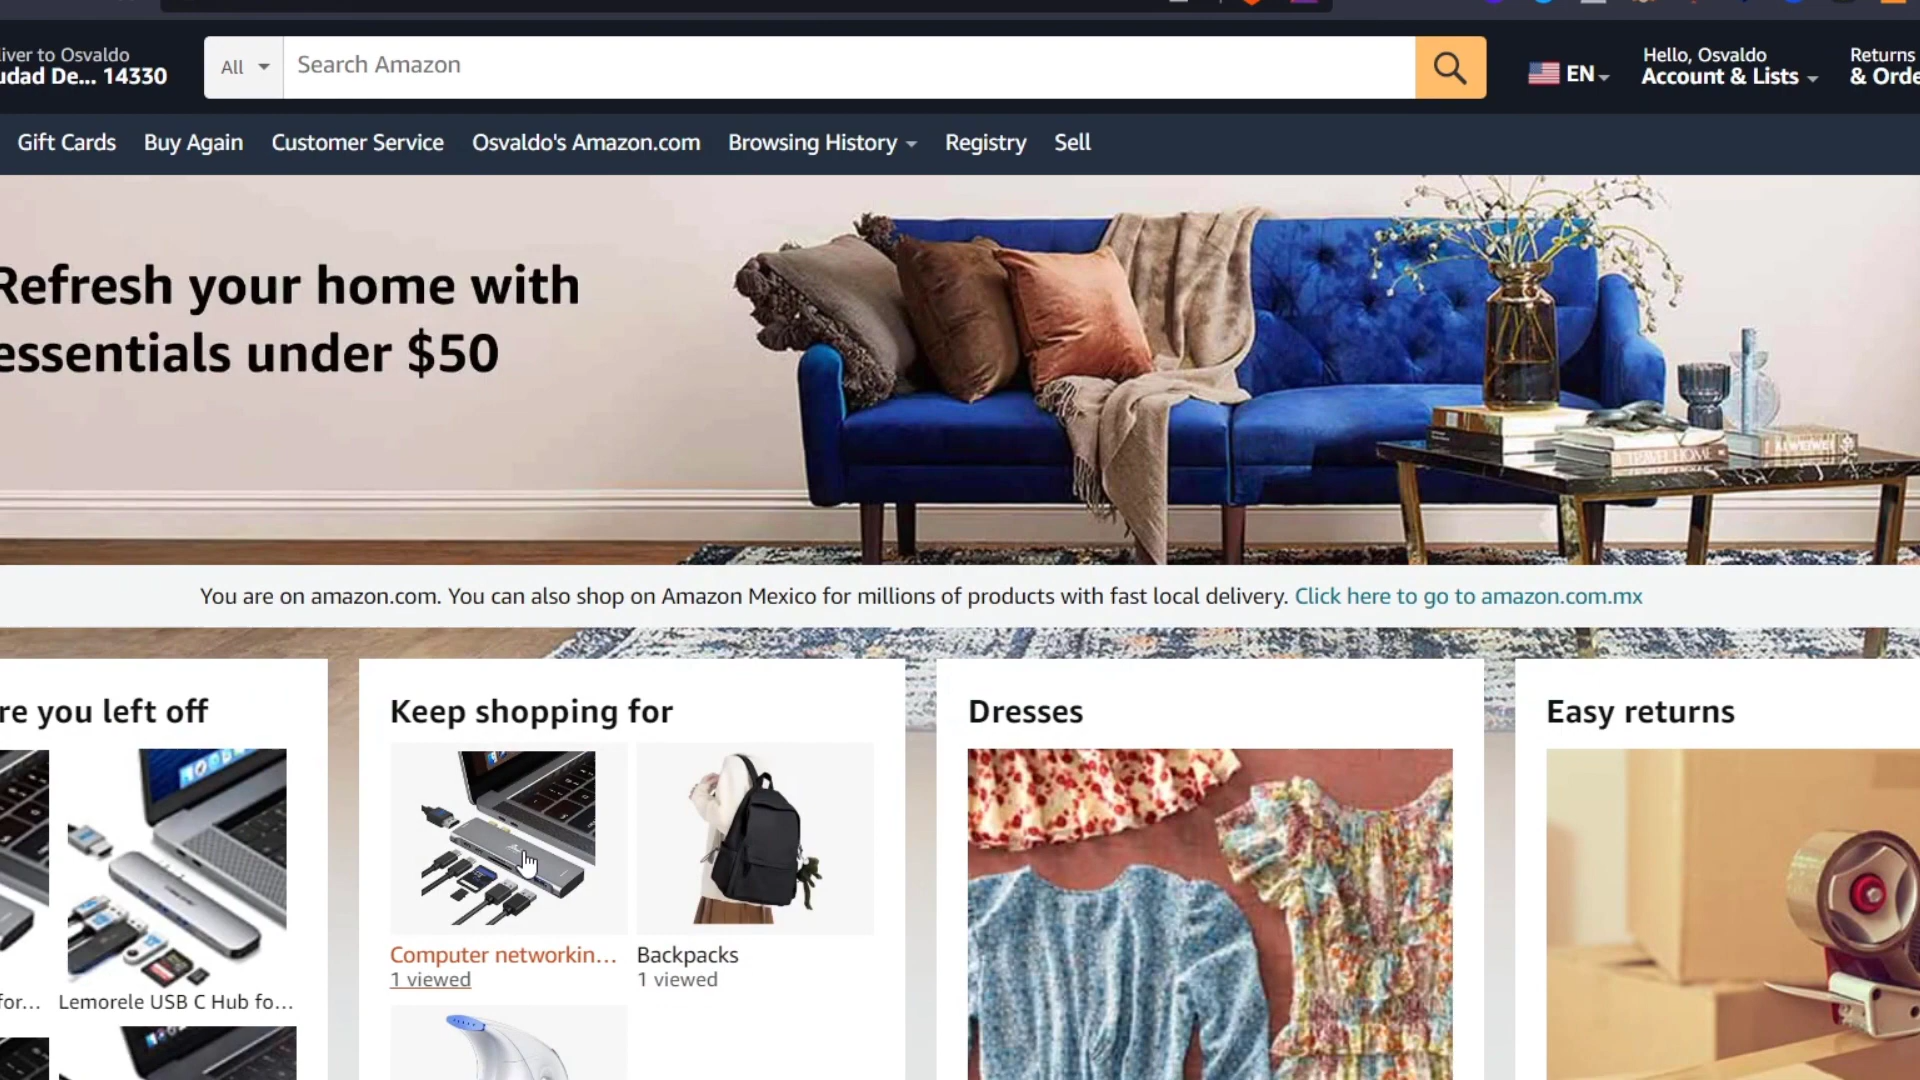 iver to Osvaldo
udad De... 14330
All
Search Amazon
EN
Hello, Osvaldo
Account & Lists
Returns
& Orde
Gift Cards
Buy Again
Customer Service
Osvaldo's Amazon.com
Browsing History
Registry
Sell
Refresh your home with
essentials under $50
TRAVEL HOME
You are on amazon.com. You can also shop on Amazon Mexico for millions of products with fast local delivery. Click here to go to amazon.com.mx
re you left off
for...
Lemorele USB C Hub fo...
Keep shopping for
Computer networkin...
1 viewed
Backpacks
1 viewed
Dresses
Easy returns